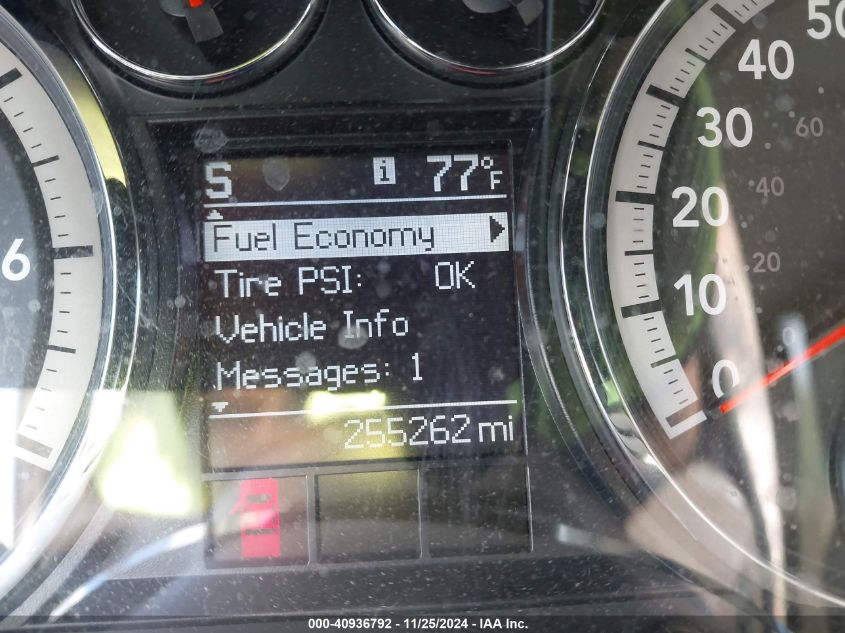 S i 77°F
Fuel Economy
Tire PSI: OK
Vehicle Info
Messages: 1
255262 mi
6
50
40
30
20
10
0
60
40
20
0
000-40936792 - 11/25/2024 - IAA Inc.